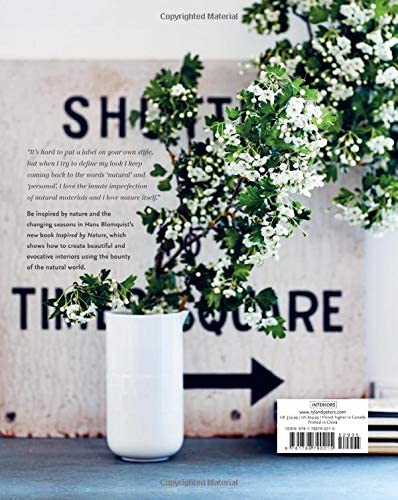 Copyrighted Material
SHUTT
"It's hard to put a label on your own style,
but when I try to define my look I keep
coming back to the words 'natural' and
'personal'; I love the innate imperfection
of natural materials and I love nature itself."
Be inspired by nature and the
changing seasons in Hans Blomquist's
new book Inspired by Nature, which
shows how to create beautiful and
evocative interiors using the bounty
of the natural world.
TO
TIMES SQUARE
INTERIORS
www.rylandpeters.com
Printed in China
Copyrighted Material